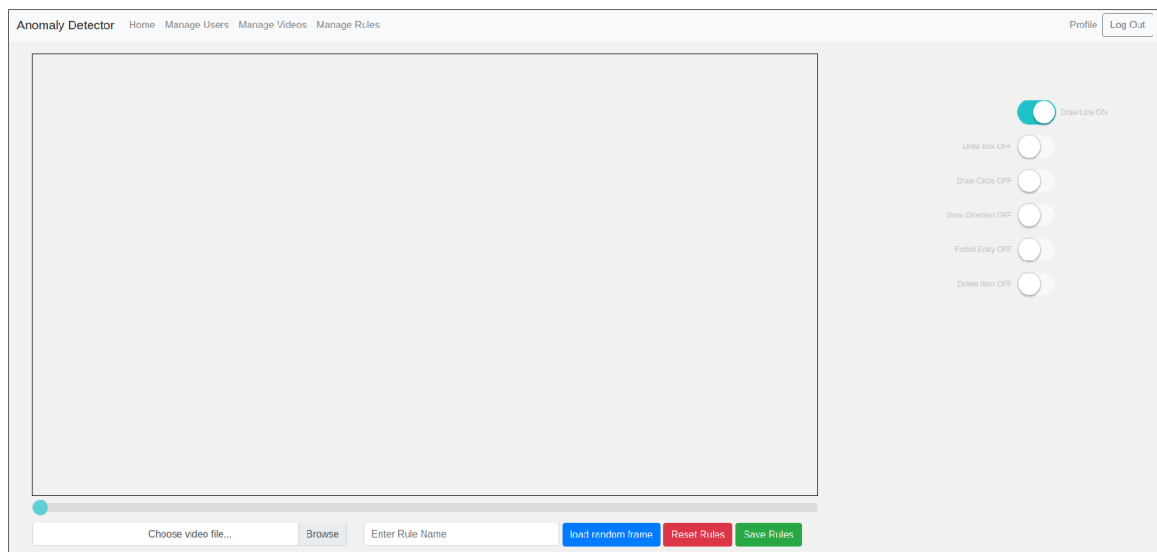 Anomaly Detector Home Manage Users Manage Videos Manage Rules Profile Log Out
Draw Line ON
Draw Box OFF
Draw Circle OFF
Draw Direction OFF
Forbid Entry OFF
Delete Item OFF
Choose video file... Browse Enter Rule Name load random frame Reset Rules Save Rules